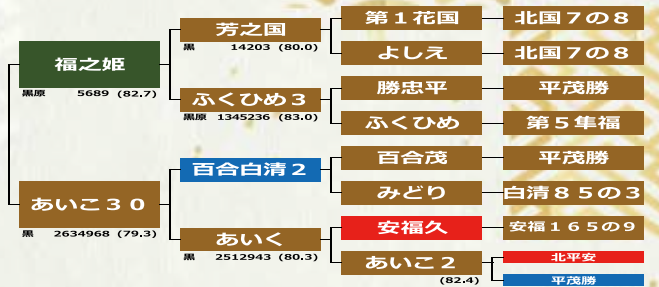 福之姫
黒原 5689 (82.7)
芳之国
黒 14203 (80.0)
第１花国
北国７の８
よしえ
北国７の８
ふくひめ３
黒原 1345236 (83.0)
勝忠平
平茂勝
ふくひめ
第５隼福
あいこ３０
黒 2634968 (79.3)
百合白清２
百合茂
平茂勝
みどり
白清８５の３
あいく
黒 2512943 (80.3)
安福久
安福１６５の９
あいこ２
(82.4)
北平安
平茂勝